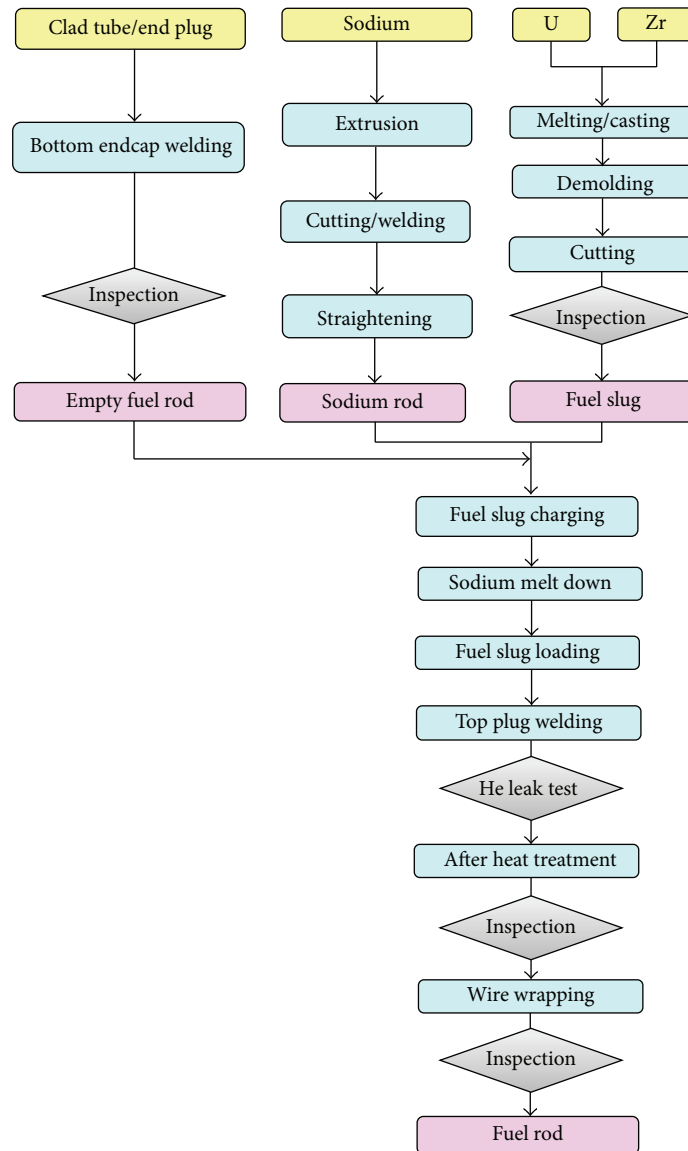 Clad tube/end plug
Sodium
U
Zr
Bottom endcap welding
Extrusion
Melting/casting
Demolding
Cutting/welding
Cutting
Inspection
Straightening
Inspection
Empty fuel rod
Sodium rod
Fuel slug
Fuel slug charging
Sodium melt down
Fuel slug loading
Top plug welding
He leak test
After heat treatment
Inspection
Wire wrapping
Inspection
Fuel rod